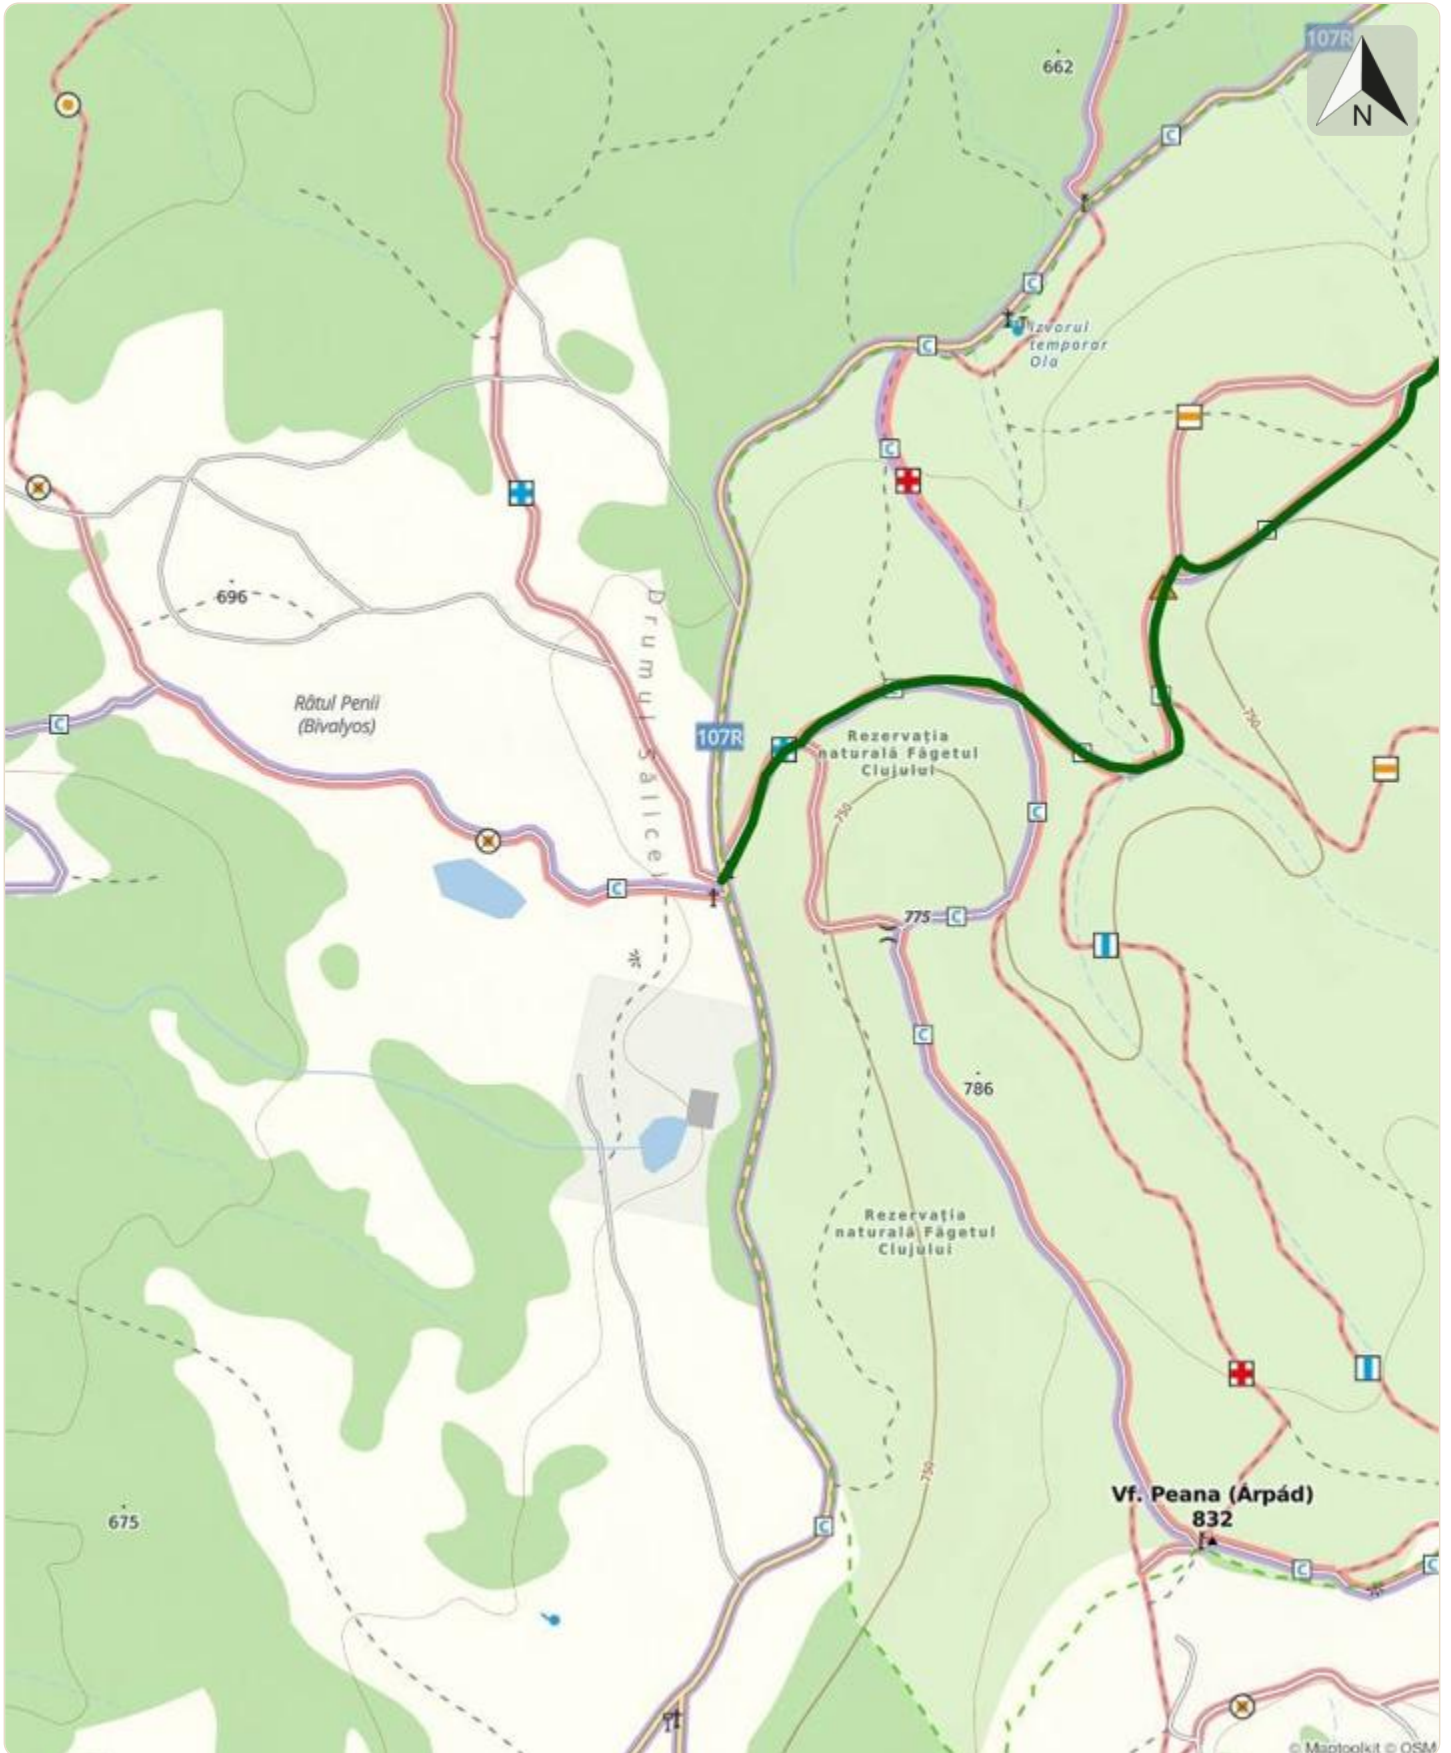 107R
N
662
Izvorul
temporar
Ola
696
Drumul Sălicei
Râtul Penii
(Bivalyos)
107R
Rezervația
naturală Făgetul
Clujului
750
750
775
786
Rezervația
naturală Făgetul
Clujului
750
675
Vf. Peana (Árpád)
832
© Maptoolkit © OSM